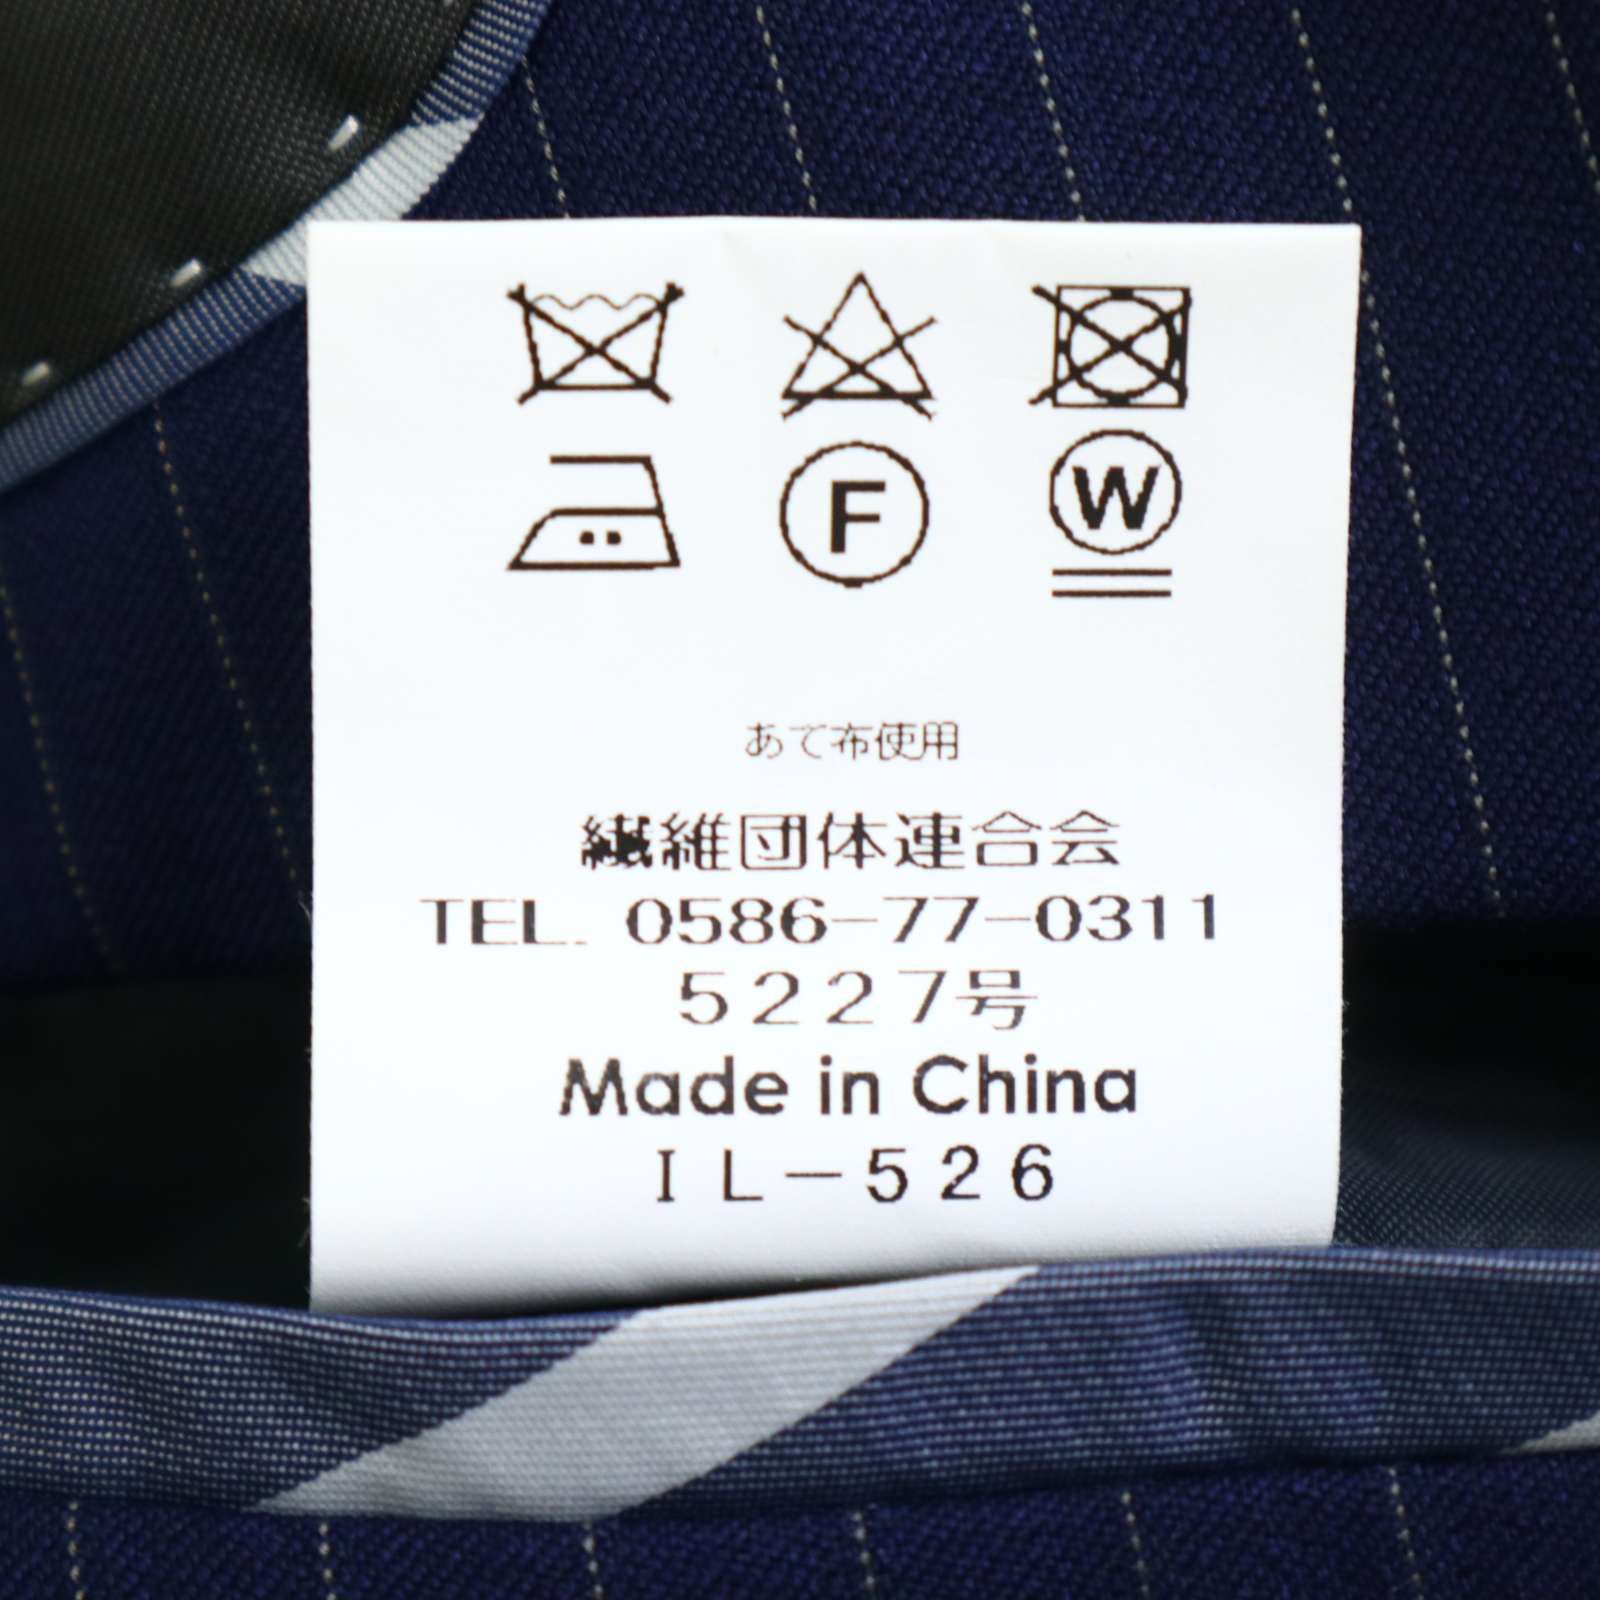 F
W
あて布使用
繊維団体連合会
TEL. 0586-77-0311
5227号
Made in China
IL-526